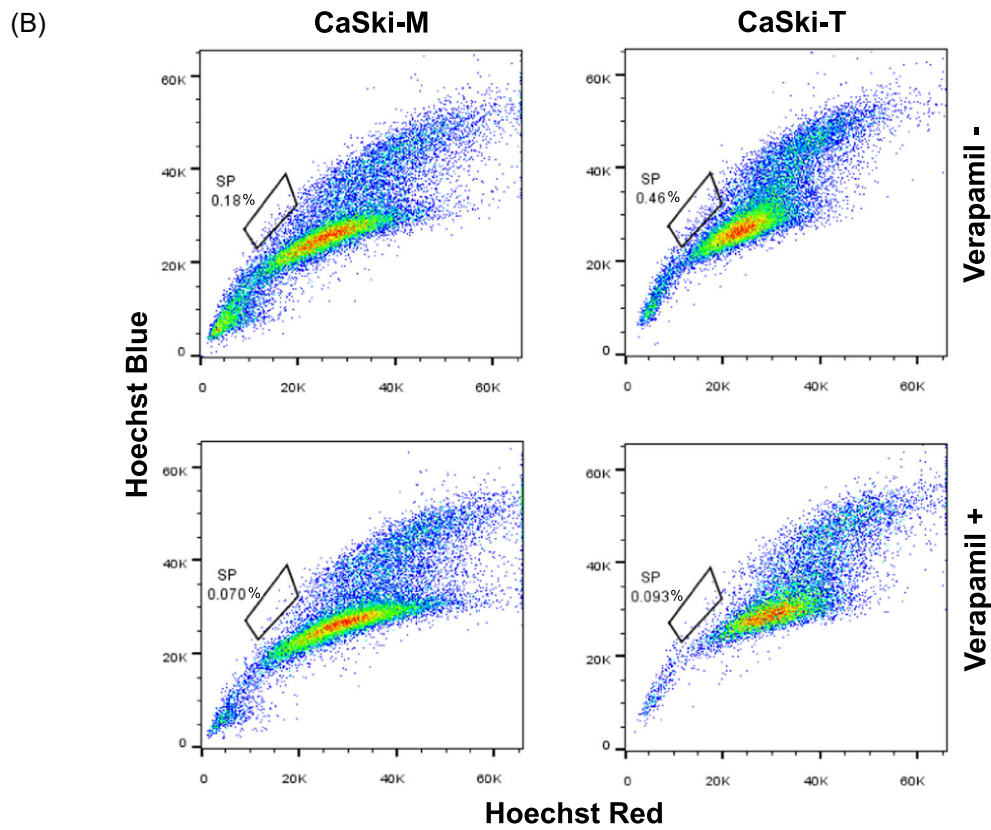 (B)
CaSki-M
CaSki-T
60K
40K
20K
0
SP
0.18%
0
20K
40K
60K
60K
40K
20K
0
SP
0.46%
0
20K
40K
60K
Verapamil -
Hoechst Blue
60K
40K
20K
0
SP
0.070%
0
20K
40K
60K
60K
40K
20K
0
SP
0.093%
0
20K
40K
60K
Verapamil +
Hoechst Red